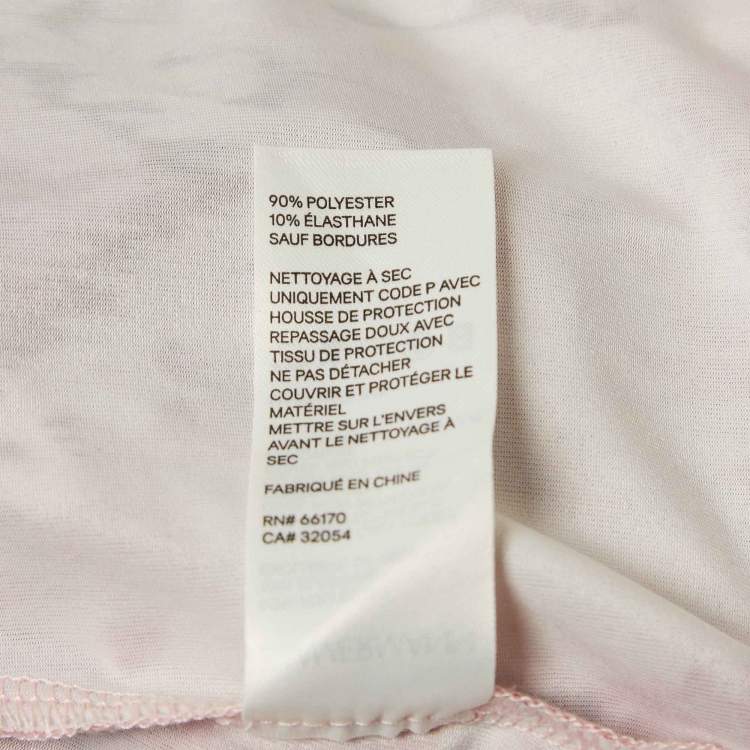 90% POLYESTER
10% ÉLASTHANE
SAUF BORDURES
NETTOYAGE À SEC
UNIQUEMENT CODE P AVEC
HOUSSE DE PROTECTION
REPASSAGE DOUX AVEC
TISSU DE PROTECTION
NE PAS DÉTACHER
COUVRIR ET PROTÉGER LE
MATÉRIEL
METTRE SUR L'ENVERS
AVANT LE NETTOYAGE À
SEC
FABRIQUÉ EN CHINE
RN# 66170
CA# 32054